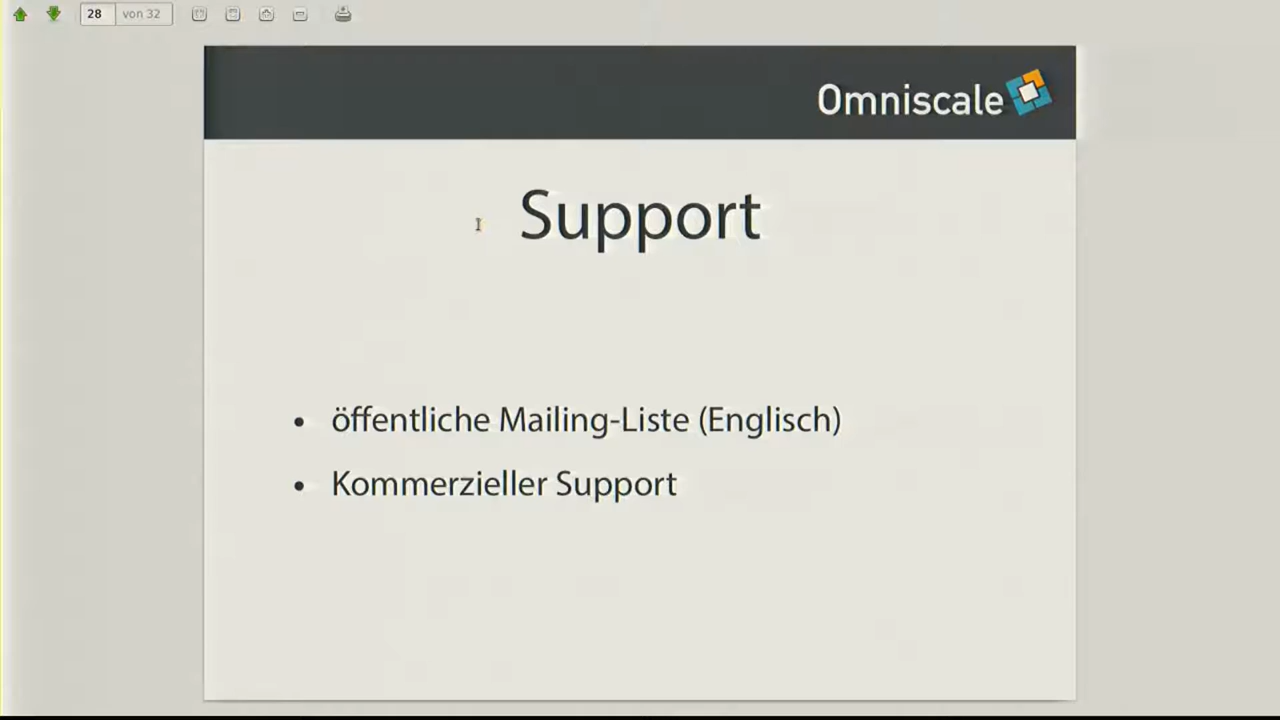 28 von 32
Omniscale
Support
• öffentliche Mailing-Liste (Englisch)
• Kommerzieller Support